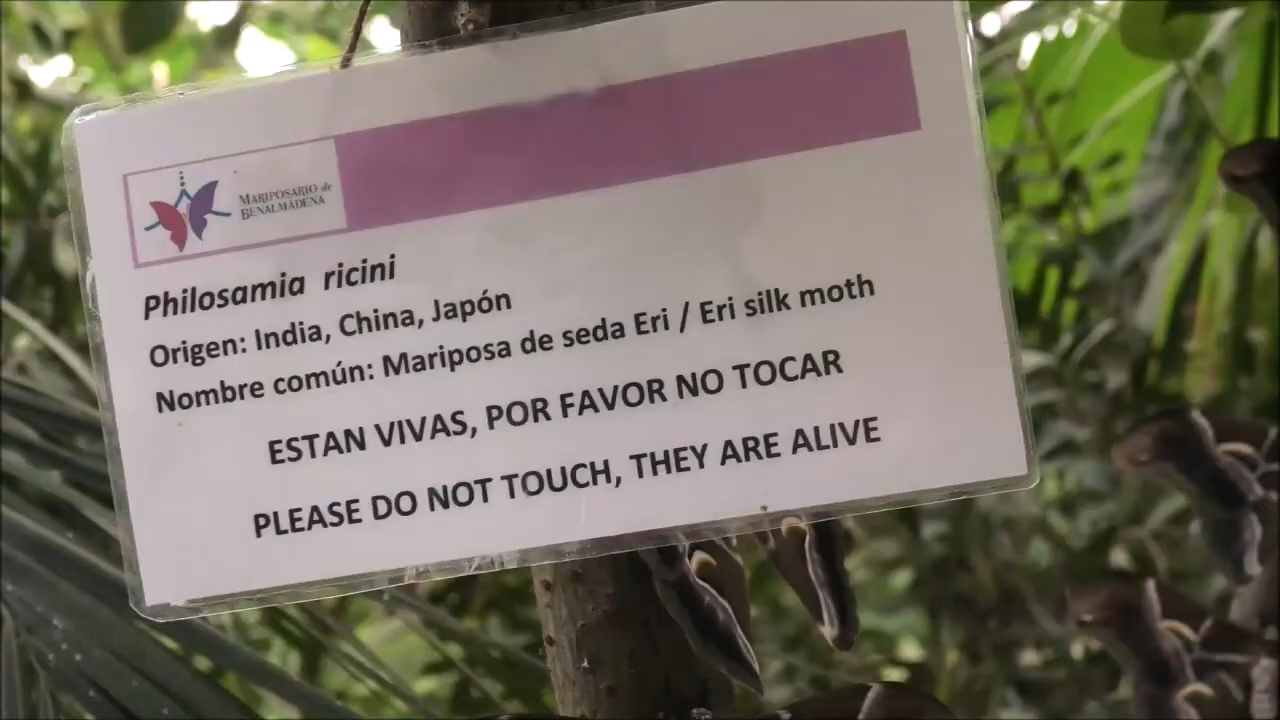 MARIPOSARIO de
BENALMÁDENA
Philosamia ricini
Origen: India, China, Japón
Nombre común: Mariposa de seda Eri / Eri silk moth
ESTAN VIVAS, POR FAVOR NO TOCAR
PLEASE DO NOT TOUCH, THEY ARE ALIVE